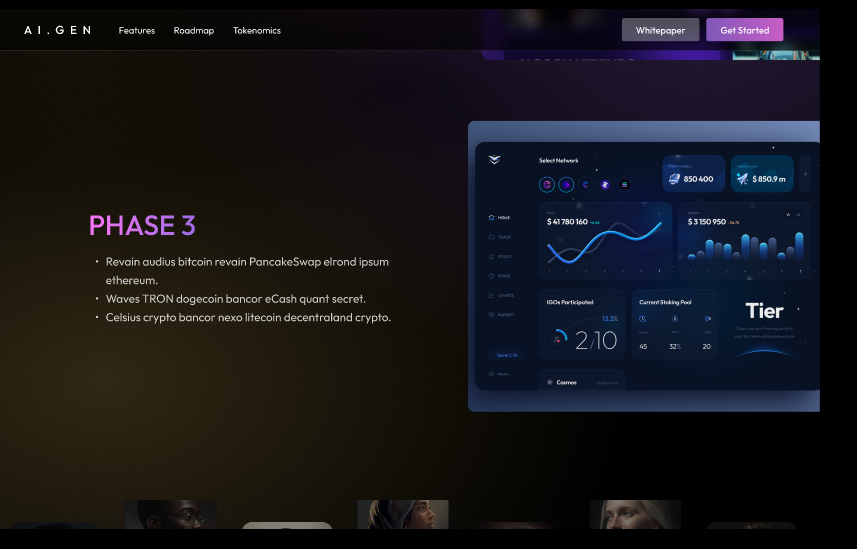 AI.GEN
Features
Roadmap
Tokenomics
Whitepaper
Get Started
PHASE 3
• Revain audius bitcoin revain PancakeSwap elrond ipsum
ethereum.
• Waves TRON dogecoin bancor eCash quant secret.
• Celsius crypto bancor nexo litecoin decentraland crypto.
Select Network
850 400
$ 850.9 m
HOME
TRADE
POOLS
STAKE
CHARTS
MARKET
$ 41 780 160
$ 3 150 950
IGOs Participated
13.3%
2/10
Current Staking Pool
45
32%
20
Tier
Some CTA
Cosmos